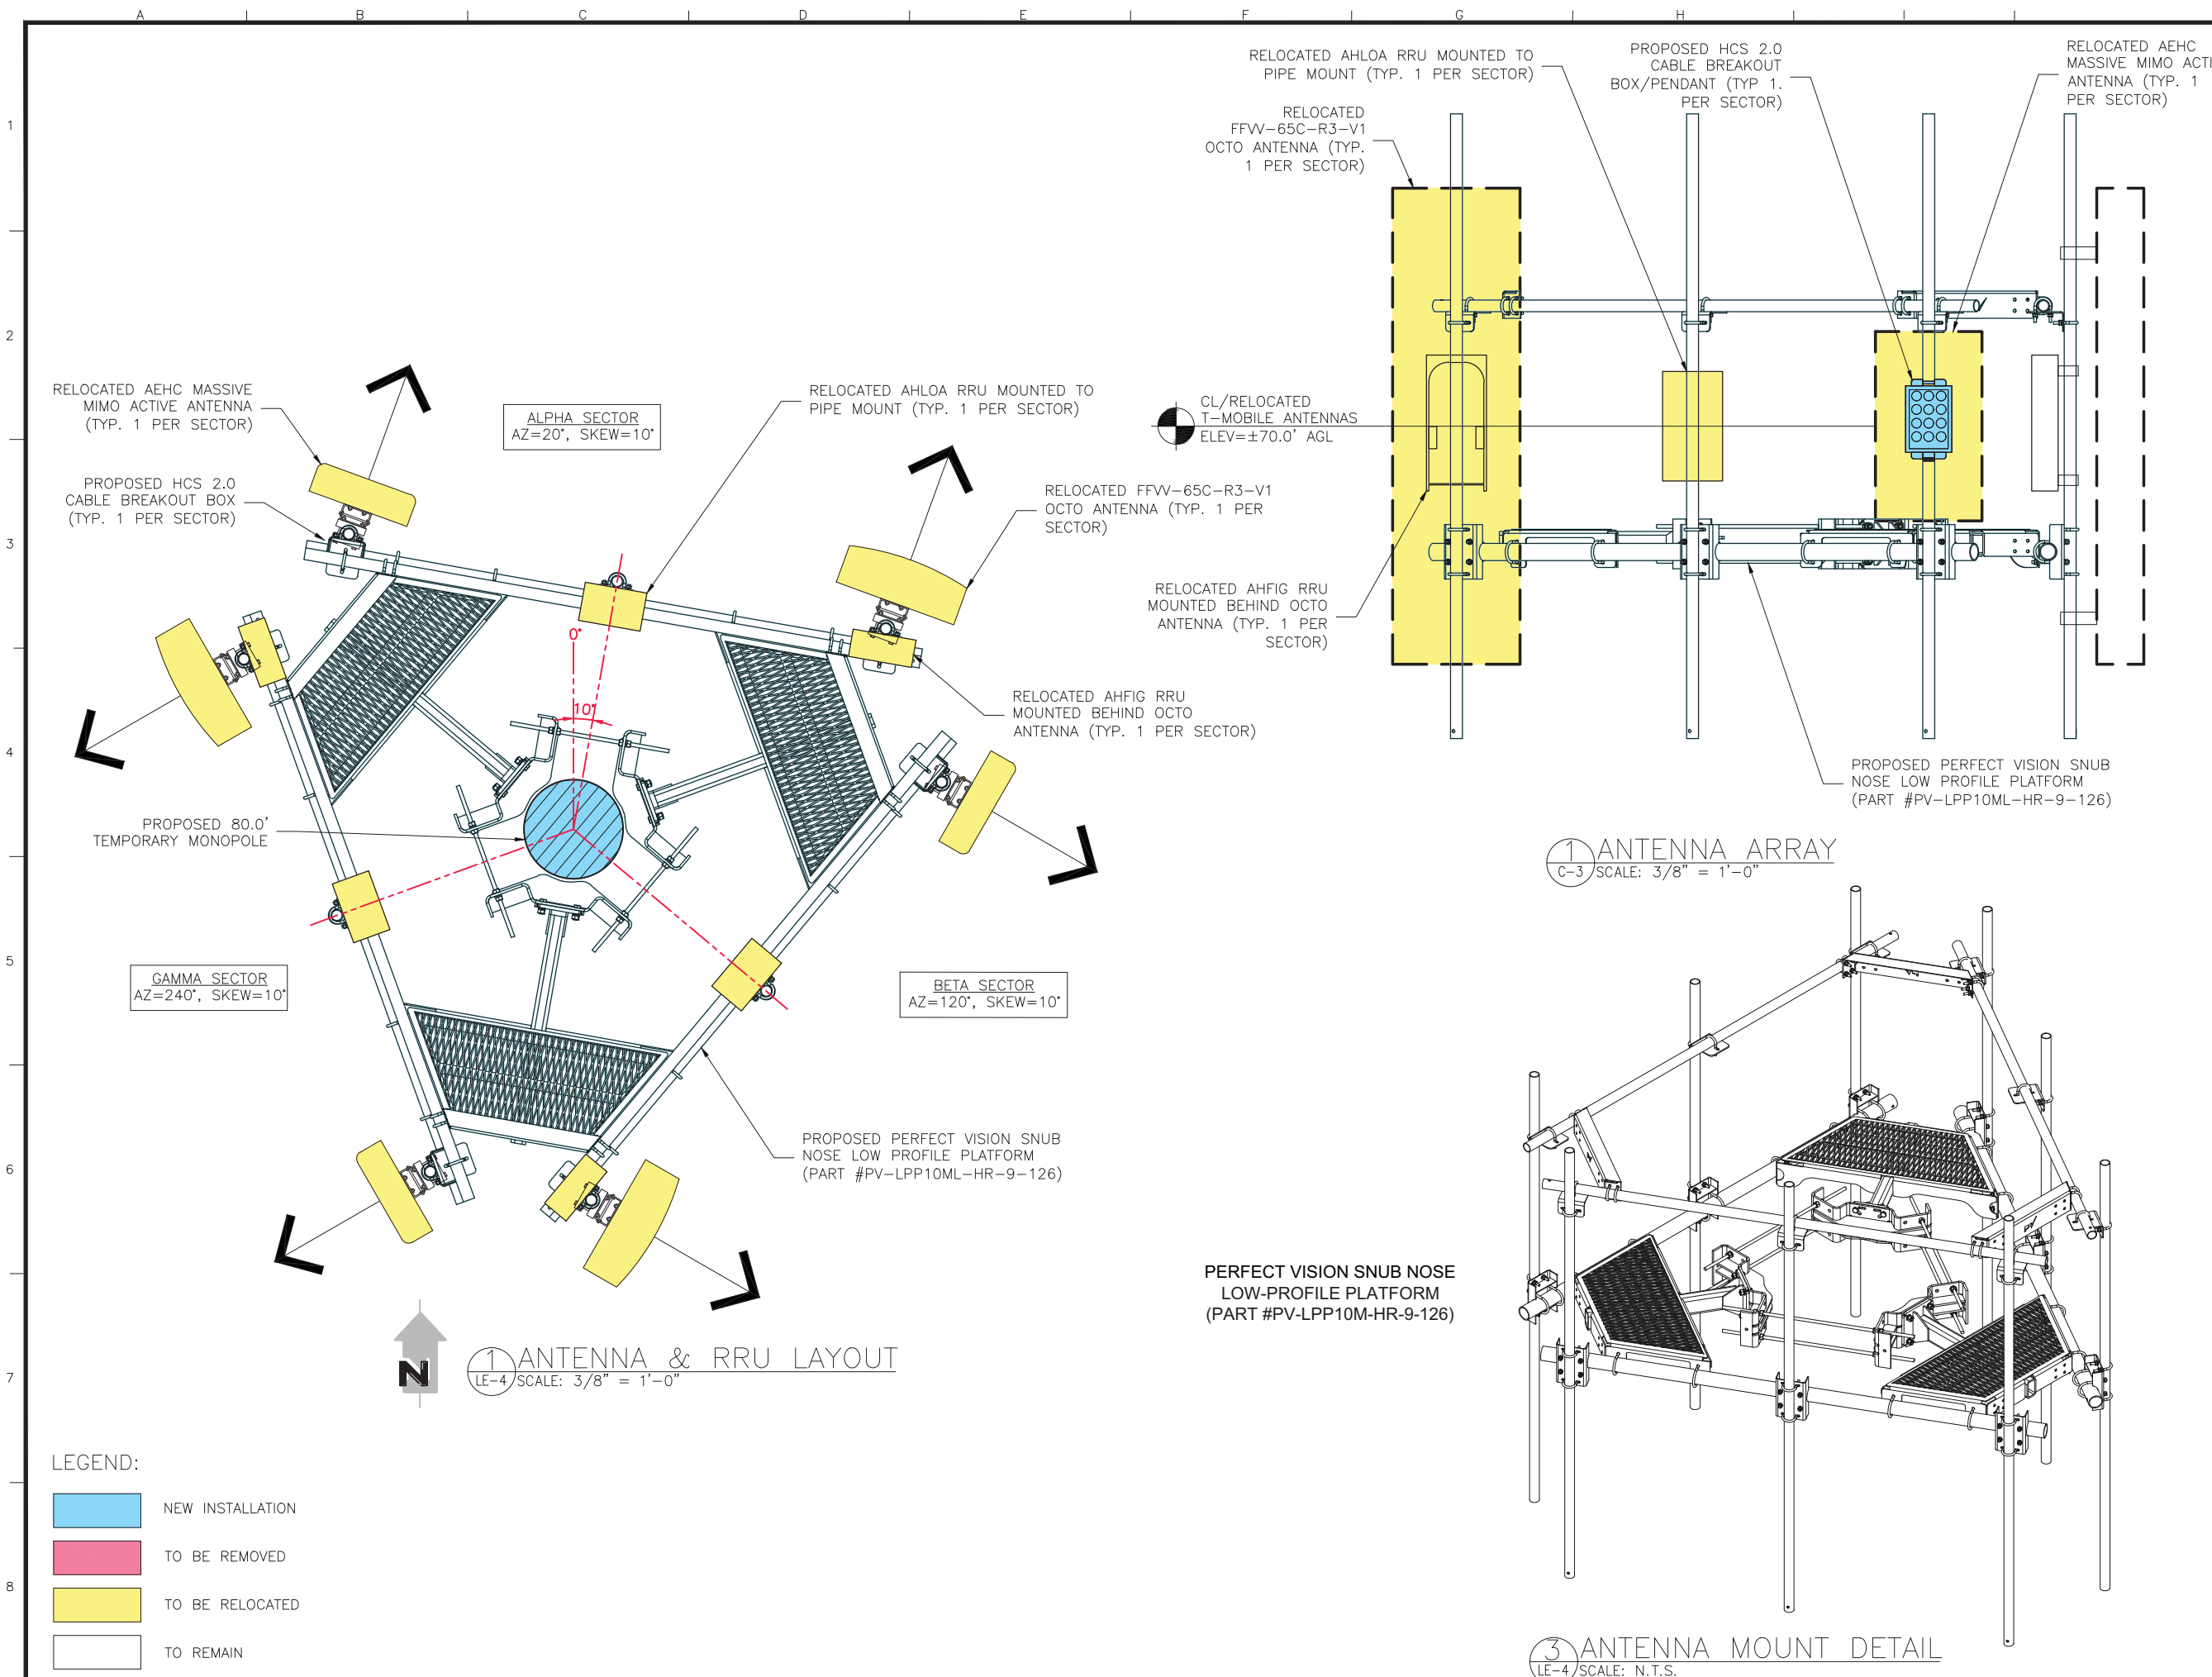 A B C D E F G H
1
2
3
4
5
6
7
8
RELOCATED AEHC MASSIVE
MIMO ACTIVE ANTENNA
(TYP. 1 PER SECTOR)
PROPOSED HCS 2.0
CABLE BREAKOUT BOX
(TYP. 1 PER SECTOR)
ALPHA SECTOR
AZ=20°, SKEW=10°
RELOCATED AHLOA RRU MOUNTED TO
PIPE MOUNT (TYP. 1 PER SECTOR)
RELOCATED FFVV-65C-R3-V1
OCTO ANTENNA (TYP. 1 PER
SECTOR)
0°
10°
RELOCATED AHFIG RRU
MOUNTED BEHIND OCTO
ANTENNA (TYP. 1 PER SECTOR)
PROPOSED 80.0'
TEMPORARY MONOPOLE
GAMMA SECTOR
AZ=240°, SKEW=10°
BETA SECTOR
AZ=120°, SKEW=10°
PROPOSED PERFECT VISION SNUB
NOSE LOW PROFILE PLATFORM
(PART #PV-LPP10ML-HR-9-126)
N
1 ANTENNA & RRU LAYOUT
LE-4 SCALE: 3/8" = 1'-0"
LEGEND:
NEW INSTALLATION
TO BE REMOVED
TO BE RELOCATED
TO REMAIN
RELOCATED AHLOA RRU MOUNTED TO
PIPE MOUNT (TYP. 1 PER SECTOR)
PROPOSED HCS 2.0
CABLE BREAKOUT
BOX/PENDANT (TYP 1.
PER SECTOR)
RELOCATED AEHC
MASSIVE MIMO ACTI
ANTENNA (TYP. 1
PER SECTOR)
RELOCATED
FFVV-65C-R3-V1
OCTO ANTENNA (TYP.
1 PER SECTOR)
CL/RELOCATED
T-MOBILE ANTENNAS
ELEV=±70.0' AGL
RELOCATED AHFIG RRU
MOUNTED BEHIND OCTO
ANTENNA (TYP. 1 PER
SECTOR)
PROPOSED PERFECT VISION SNUB
NOSE LOW PROFILE PLATFORM
(PART #PV-LPP10ML-HR-9-126)
1 ANTENNA ARRAY
C-3 SCALE: 3/8" = 1'-0"
PERFECT VISION SNUB NOSE
LOW-PROFILE PLATFORM
(PART #PV-LPP10M-HR-9-126)
3 ANTENNA MOUNT DETAIL
LE-4 SCALE: N.T.S.